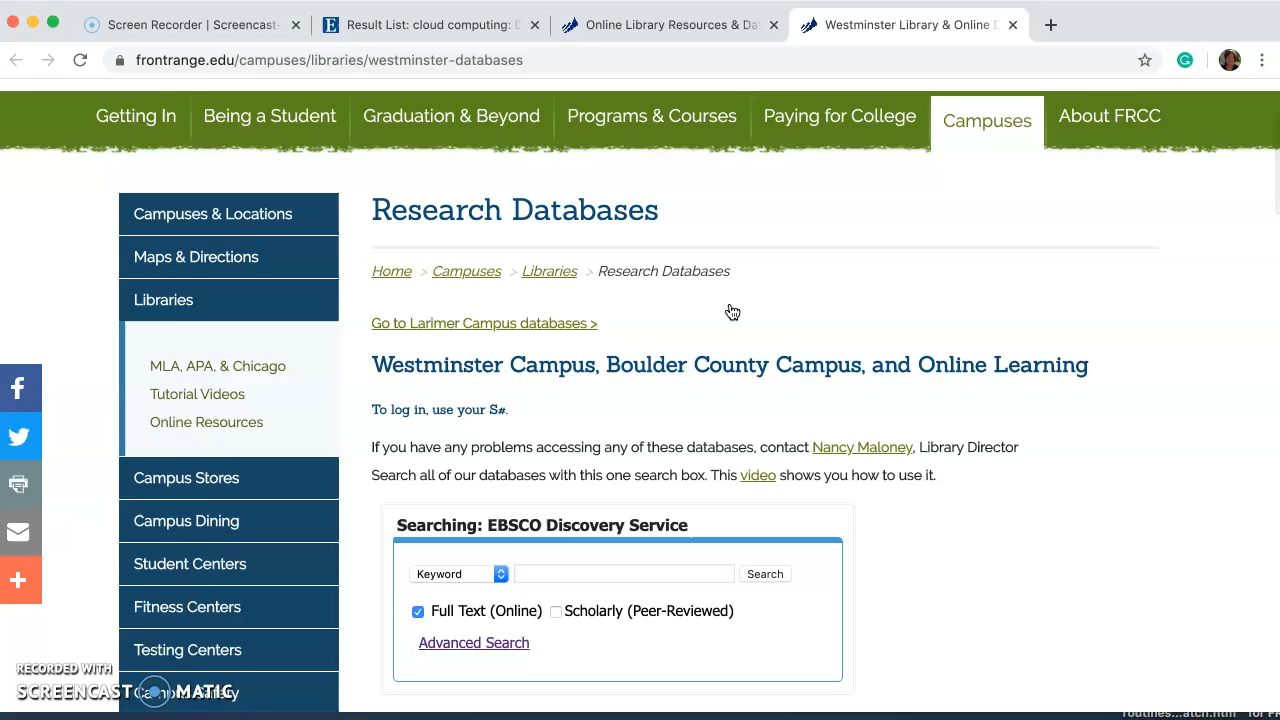 Screen Recorder | Screencast-
Result List: cloud computing:
Online Library Resources & Da
Westminster Library & Online
frontrange.edu/campuses/libraries/westminster-databases
Getting In
Being a Student
Graduation & Beyond
Programs & Courses
Paying for College
Campuses
About FRCC
Campuses & Locations
Maps & Directions
Libraries
MLA, APA, & Chicago
Tutorial Videos
Online Resources
Campus Stores
Campus Dining
Student Centers
Fitness Centers
Testing Centers
Research Databases
Home > Campuses > Libraries > Research Databases
Go to Larimer Campus databases >
Westminster Campus, Boulder County Campus, and Online Learning
To log in, use your S#.
If you have any problems accessing any of these databases, contact Nancy Maloney, Library Director
Search all of our databases with this one search box. This video shows you how to use it.
Searching: EBSCO Discovery Service
Keyword
Search
Full Text (Online)
Scholarly (Peer-Reviewed)
Advanced Search
RECORDED WITH
SCREENCAST MATIC